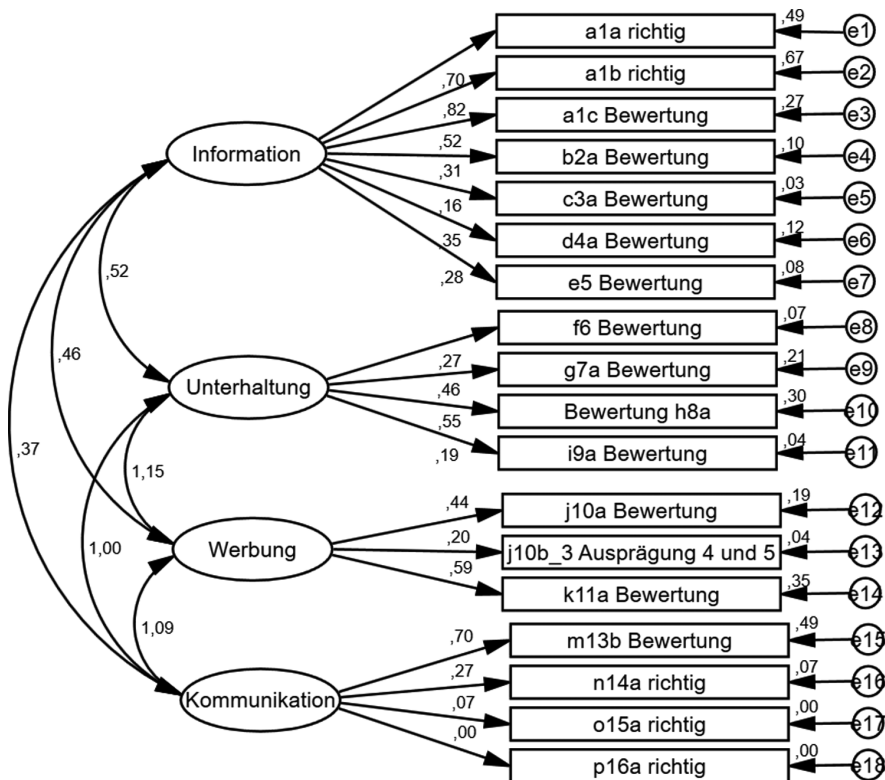 ,49
a1a richtig
e1
,70
,67
a1b richtig
e2
,82
,27
a1c Bewertung
e3
Information
,52
,10
b2a Bewertung
e4
,31
,03
c3a Bewertung
e5
,16
,12
d4a Bewertung
e6
,35
,08
e5 Bewertung
e7
,28
,52
,07
f6 Bewertung
e8
,46
Unterhaltung
,27
,21
g7a Bewertung
e9
,46
,30
Bewertung h8a
e10
,55
,04
i9a Bewertung
e11
,19
,37
1,15
,44
,19
j10a Bewertung
e12
1,00
Werbung
,20
,04
j10b_3 Ausprägung 4 und 5
e13
,59
,35
k11a Bewertung
e14
1,09
,70
,49
m13b Bewertung
e15
Kommunikation
,27
,07
n14a richtig
e16
,07
,00
o15a richtig
e17
,00
,00
p16a richtig
e18